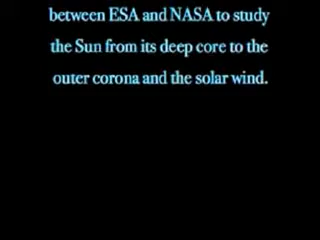 between ESA and NASA to study
the Sun from its deep core to the
outer corona and the solar wind.